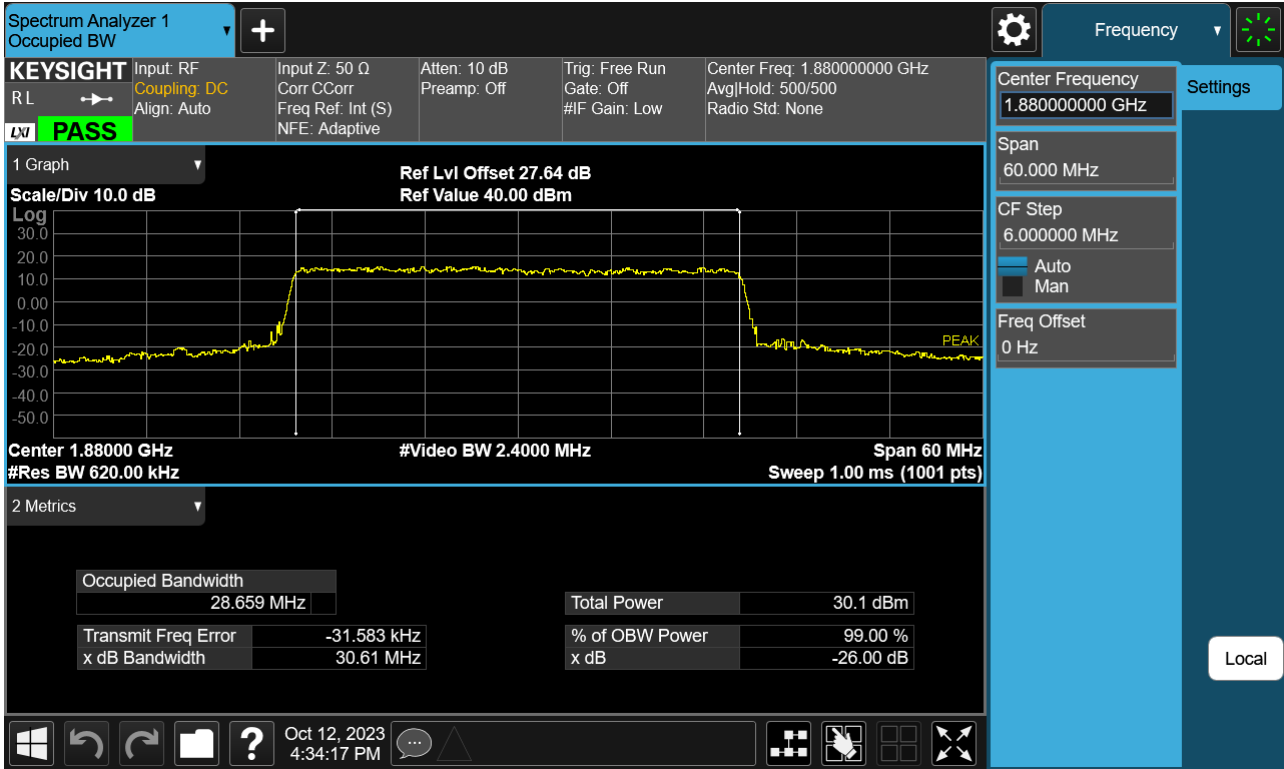 Spectrum Analyzer 1
Occupied BW
Frequency
KEYSIGHT
R L
LXI
PASS
Input: RF
Coupling: DC
Align: Auto
Input Z: 50 Ω
Corr CCorr
Freq Ref: Int (S)
NFE: Adaptive
Atten: 10 dB
Preamp: Off
Trig: Free Run
Gate: Off
#IF Gain: Low
Center Freq: 1.880000000 GHz
Avg|Hold: 500/500
Radio Std: None
Center Frequency
1.880000000 GHz
Settings
Span
60.000 MHz
CF Step
6.000000 MHz
Auto
Man
Freq Offset
0 Hz
1 Graph
Scale/Div 10.0 dB
Ref Lvl Offset 27.64 dB
Ref Value 40.00 dBm
Log
30.0
20.0
10.0
0.00
-10.0
-20.0
-30.0
-40.0
-50.0
PEAK
Center 1.88000 GHz
#Video BW 2.4000 MHz
Span 60 MHz
#Res BW 620.00 kHz
Sweep 1.00 ms (1001 pts)
2 Metrics
Occupied Bandwidth
28.659 MHz
Total Power 30.1 dBm
Transmit Freq Error -31.583 kHz
% of OBW Power 99.00 %
x dB Bandwidth 30.61 MHz
x dB -26.00 dB
Local
?
Oct 12, 2023
4:34:17 PM